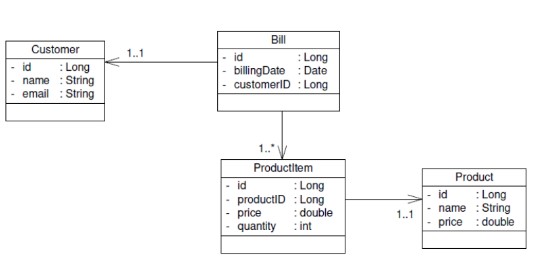 Customer
- id : Long
- name : String
- email : String
1..1
Bill
- id : Long
- billingDate : Date
- customerID : Long
1..*
ProductItem
- id : Long
- productID : Long
- price : double
- quantity : int
1..1
Product
- id : Long
- name : String
- price : double